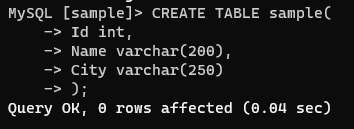 MySQL [sample]> CREATE TABLE sample(
    -> Id int,
    -> Name varchar(200),
    -> City varchar(250)
    -> );
Query OK, 0 rows affected (0.04 sec)